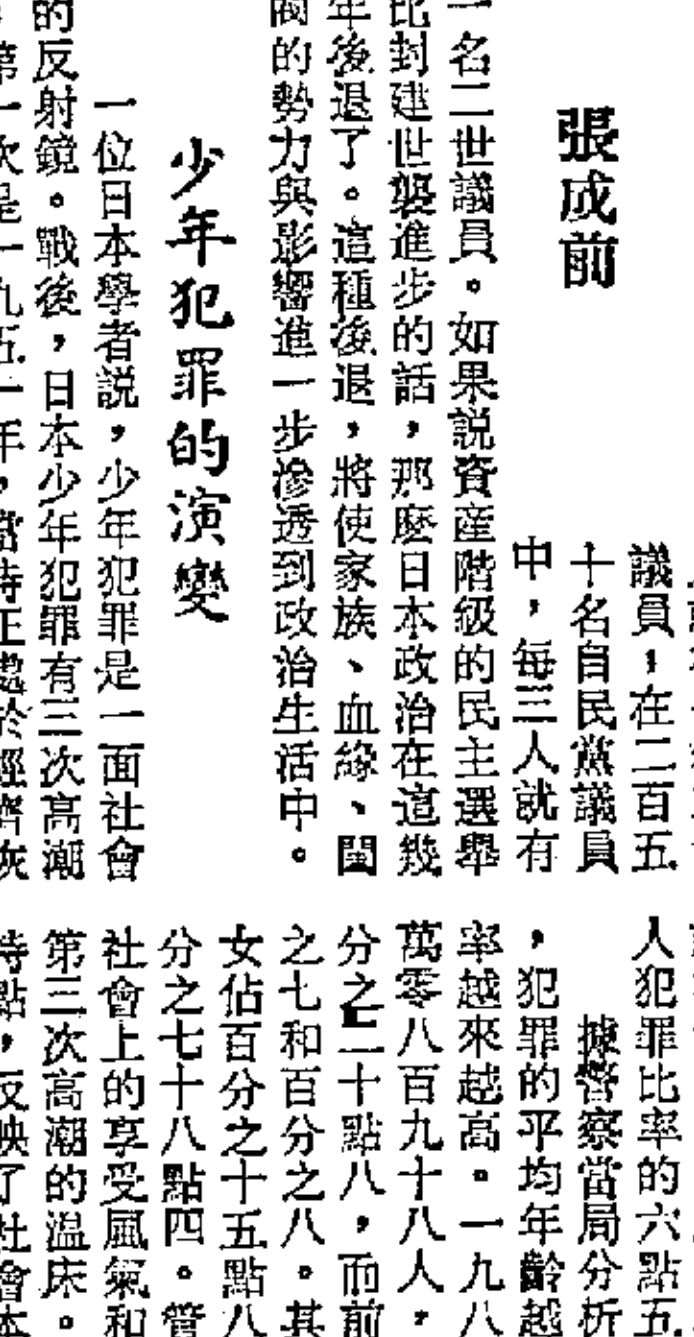 張成前
議員，在二百五
十名自民黨議員
中，每三人就有
一名二世議員。如果説資産階級的民主選舉
比封建世襲進步的話，那麽日本政治在這幾
年後退了。這種後退，將使家族、血緣、閨
閥的勢力與影響進一步滲透到政治生活中。
少年犯罪的演變
一位日本學者説，少年犯罪是一面社會
的反射鏡。戰後，日本少年犯罪有三次高潮
第一次是一九五一年，當時正處於經濟恢
人犯罪比率的六點五
據警察當局分析
，犯罪的平均年齡越
率越來越高。一九八
萬零八百九十八人，
分之二十點八，而前
之七和百分之八。其
女佔百分之十五點八
分之七十八點四。管
社會上的享受風氣和
第三次高潮的温床。
特點，反映了社會本